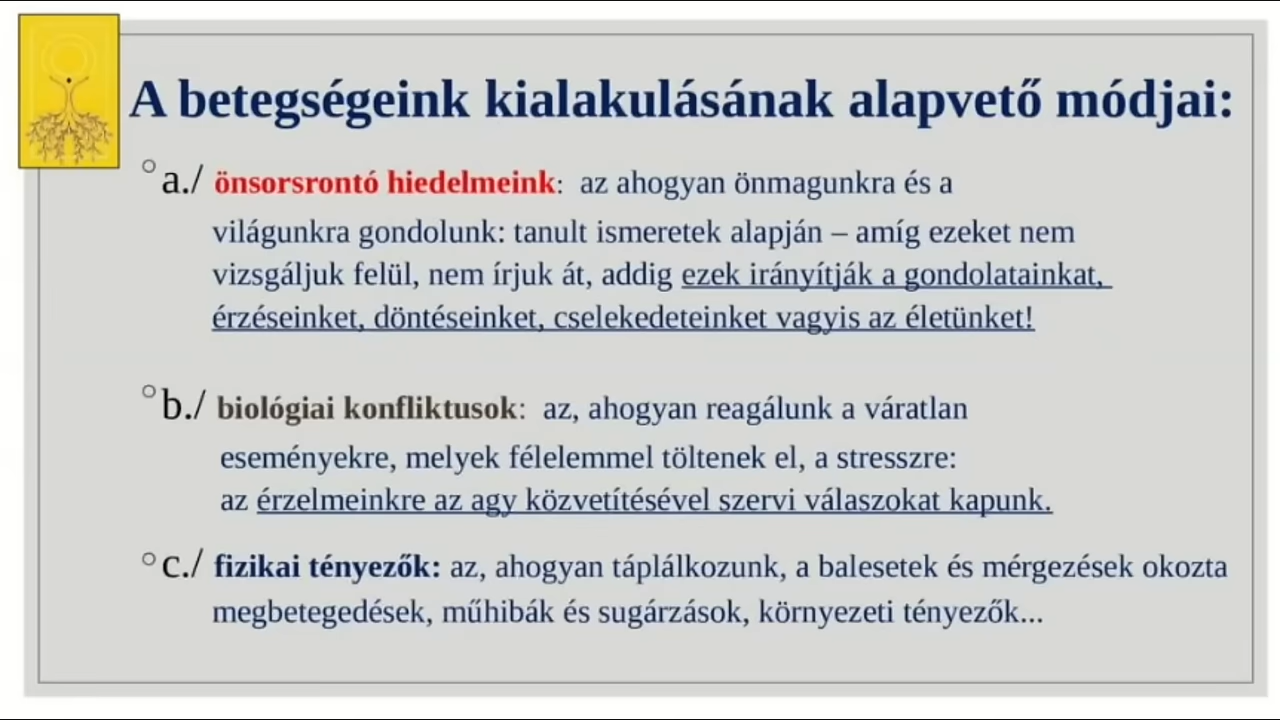 A betegségeink kialakulásának alapvető módjai:
a./ önsorsrontó hiedelmeink: az ahogyan önmagunkra és a
világunkra gondolunk: tanult ismeretek alapján – amíg ezeket nem
vizsgáljuk felül, nem írjuk át, addig ezek irányítják a gondolatainkat,
érzéseinket, döntéseinket, cselekedeteinket vagyis az életünket!
b./ biológiai konfliktusok: az, ahogyan reagálunk a váratlan
eseményekre, melyek félelemmel töltenek el, a stresszre:
az érzelmeinkre az agy közvetítésével szervi válaszokat kapunk.
c./ fizikai tényezők: az, ahogyan táplálkozunk, a balesetek és mérgezések okozta
megbetegedések, műhibák és sugárzások, környezeti tényezők...